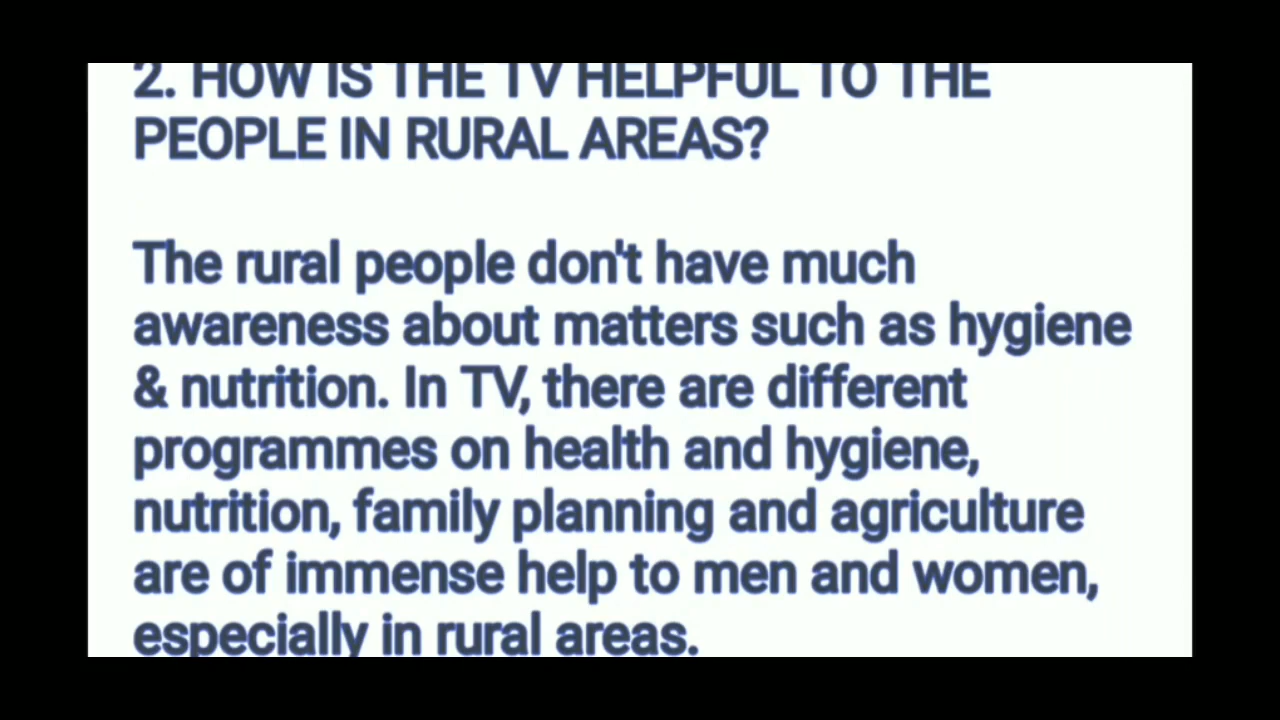 2. HOW IS THE TV HELPFUL TO THE
PEOPLE IN RURAL AREAS?
The rural people don't have much
awareness about matters such as hygiene
& nutrition. In TV, there are different
programmes on health and hygiene,
nutrition, family planning and agriculture
are of immense help to men and women,
especially in rural areas.